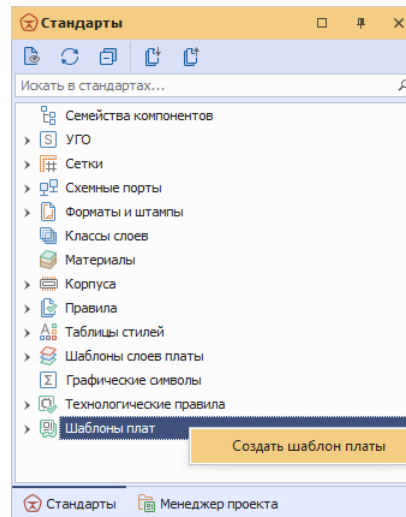 Стандарты
Искать в стандартах...
Семейства компонентов
S УГО
Сетки
Схемные порты
Форматы и штампы
Классы слоев
Материалы
Корпуса
Правила
Таблицы стилей
Шаблоны слоев платы
Σ Графические символы
Технологические правила
Шаблоны плат
Создать шаблон платы
Стандарты Менеджер проекта